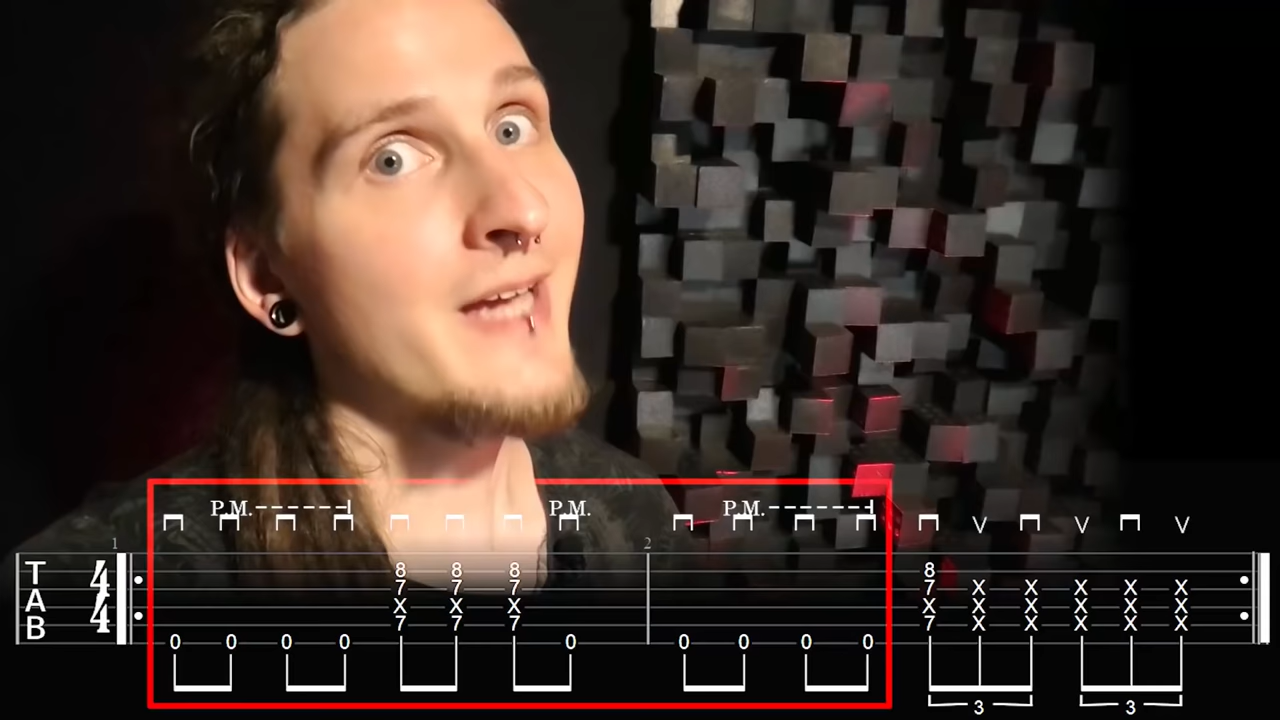 P.M. P.M. P.M.
1 2
8 8 8 8
T 4 7 7 7 7 X X X X X
A 4 X X X X X X X X X
B 7 7 7 7 X X X X X
0 0 0 0 0 0 0 0 0
3 3